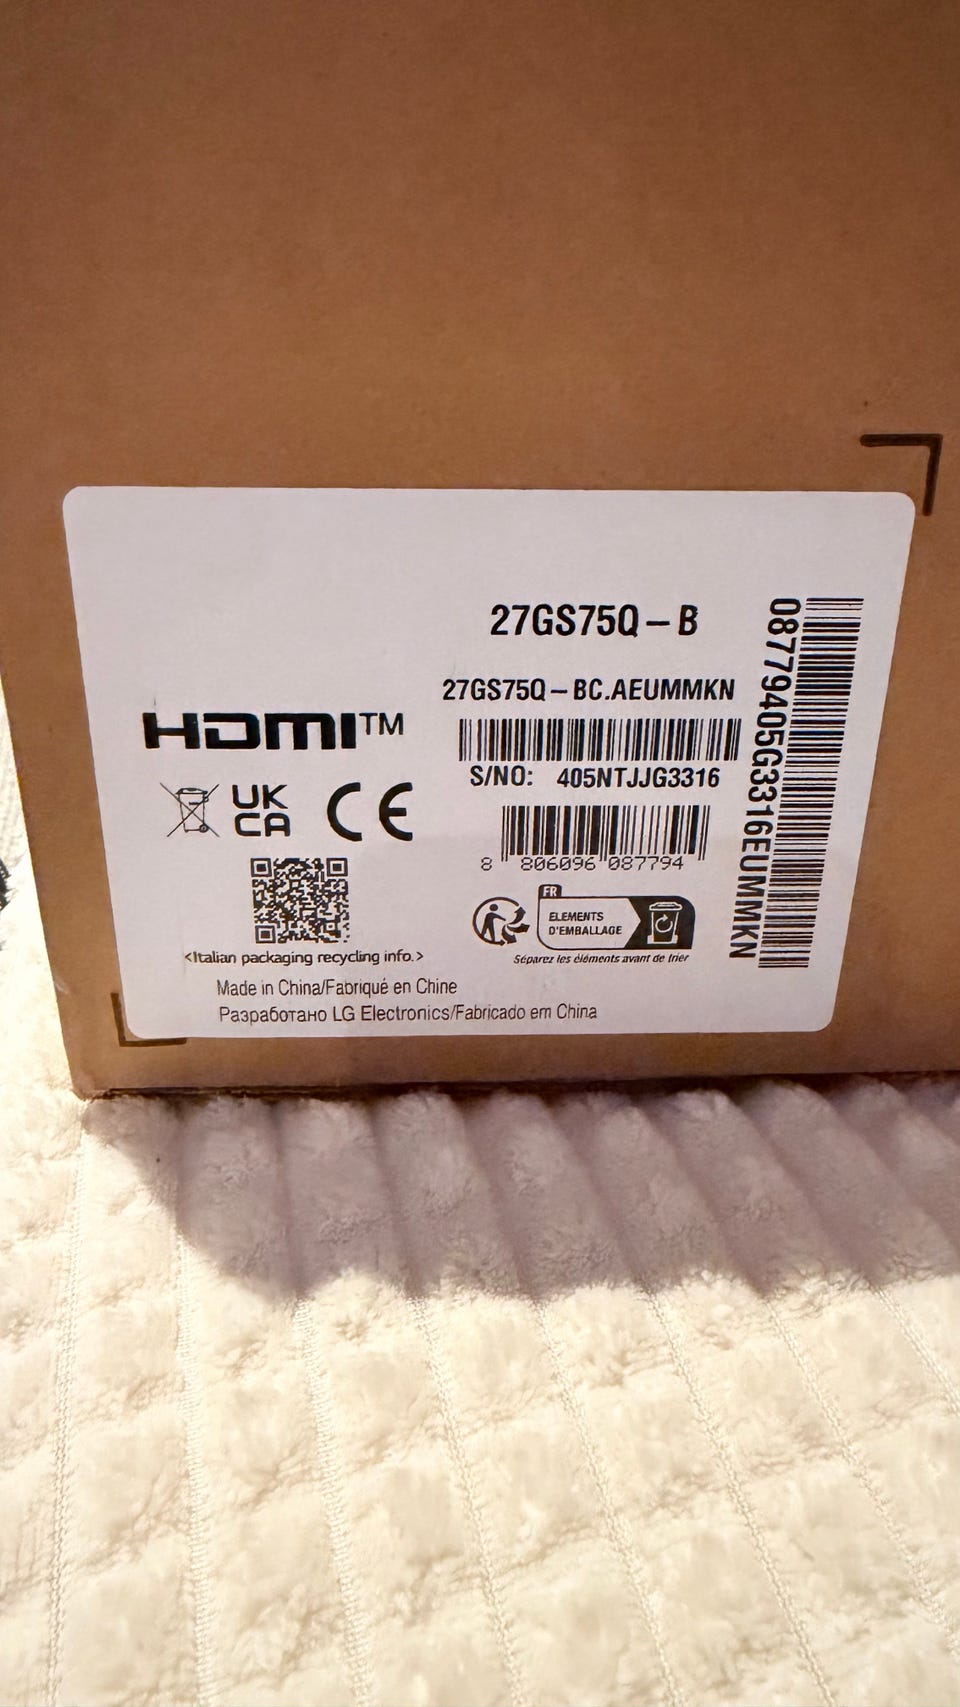 27GS75Q-B
27GS75Q-BC.AEUMMKN
HDMI™
S/NO: 405NTJJG3316
UK
CA
CE
8 806096 087794
FR
ELEMENTS
D'EMBALLAGE
Séparez les éléments avant de trier
<Italian packaging recycling info.>
Made in China/Fabriqué en Chine
Разработано LG Electronics/Fabricado em China
08779405G3316EUMMKN